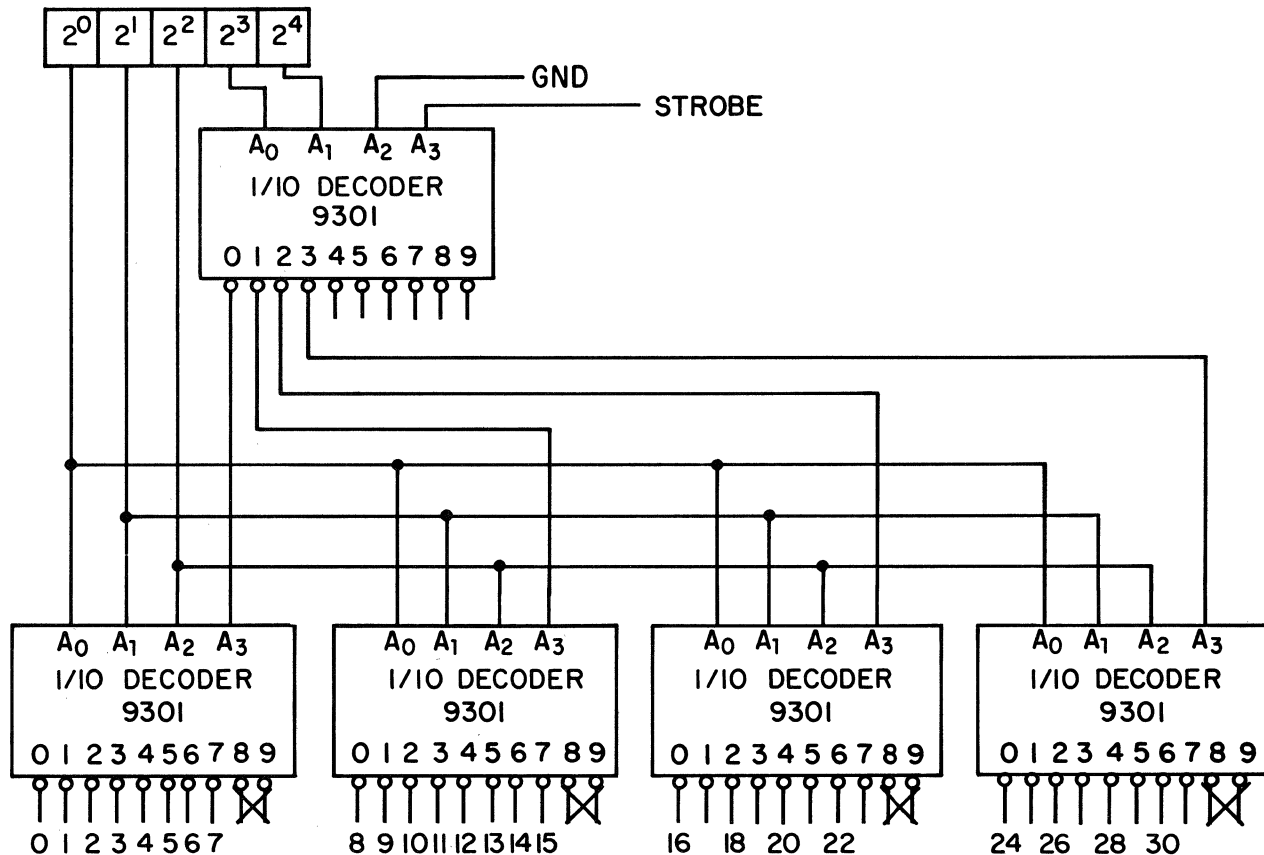 2⁰ 2¹ 2² 2³ 2⁴
GND
STROBE
A₀ A₁ A₂ A₃
1/10 DECODER
9301
0 1 2 3 4 5 6 7 8 9
A₀ A₁ A₂ A₃
1/10 DECODER
9301
0 1 2 3 4 5 6 7 8 9
0 1 2 3 4 5 6 7
A₀ A₁ A₂ A₃
1/10 DECODER
9301
0 1 2 3 4 5 6 7 8 9
8 9 10 11 12 13 14 15
A₀ A₁ A₂ A₃
1/10 DECODER
9301
0 1 2 3 4 5 6 7 8 9
16 18 20 22
A₀ A₁ A₂ A₃
1/10 DECODER
9301
0 1 2 3 4 5 6 7 8 9
24 26 28 30